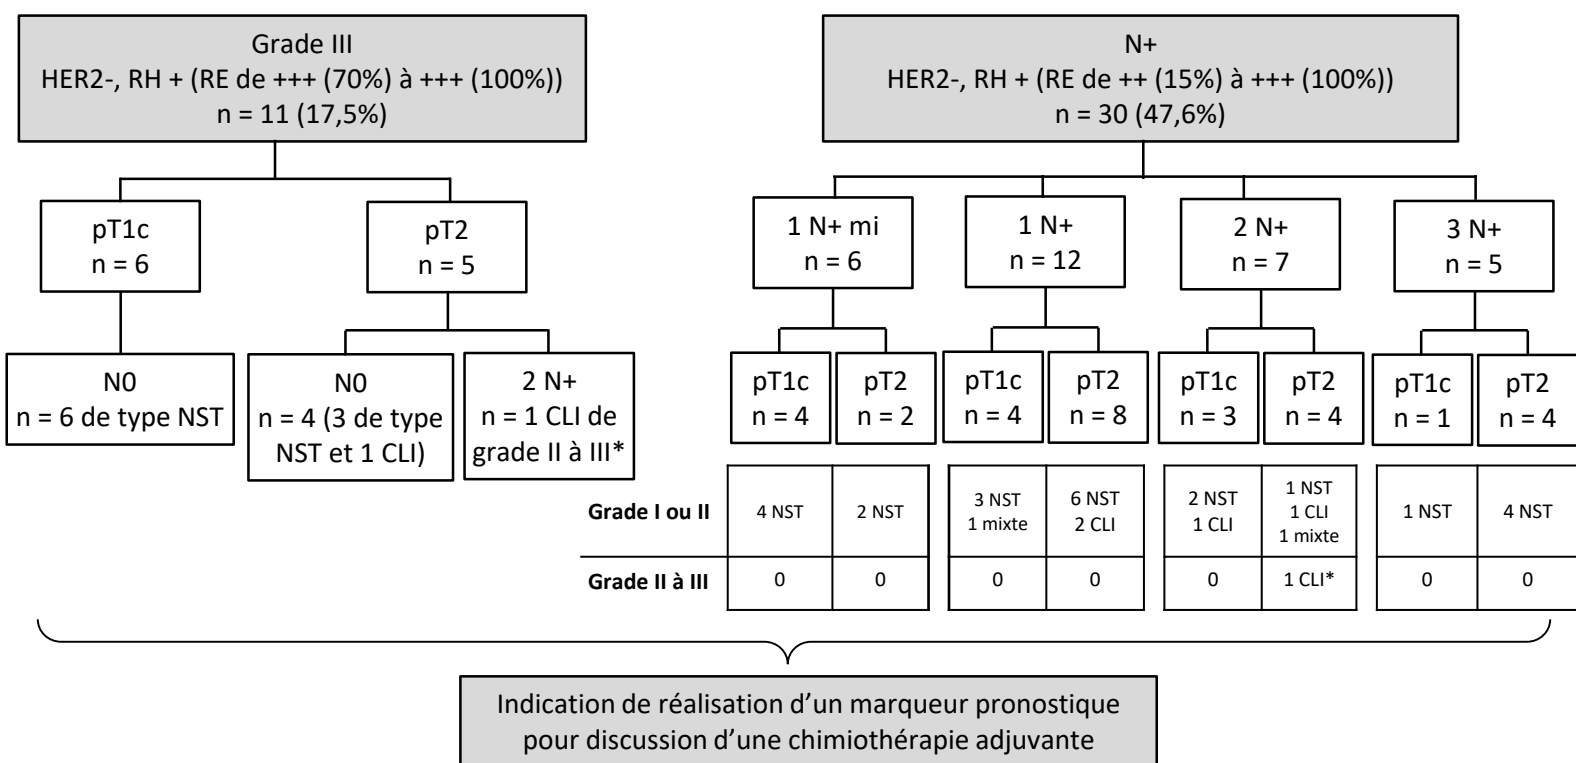 Grade III
HER2-, RH + (RE de +++ (70%) à +++ (100%))
n = 11 (17,5%)
N+
HER2-, RH + (RE de ++ (15%) à +++ (100%))
n = 30 (47,6%)
pT1c
n = 6
pT2
n = 5
1 N+ mi
n = 6
1 N+
n = 12
2 N+
n = 7
3 N+
n = 5
N0
n = 6 de type NST
N0
n = 4 (3 de type
NST et 1 CLI)
2 N+
n = 1 CLI de
grade II à III*
pT1c
n = 4
pT2
n = 2
pT1c
n = 4
pT2
n = 8
pT1c
n = 3
pT2
n = 4
pT1c
n = 1
pT2
n = 4
Grade I ou II
4 NST
2 NST
3 NST
1 mixte
6 NST
2 CLI
2 NST
1 CLI
1 NST
1 CLI
1 mixte
1 NST
4 NST
Grade II à III
0
0
0
0
0
1 CLI*
0
0
Indication de réalisation d’un marqueur pronostique
pour discussion d’une chimiothérapie adjuvante